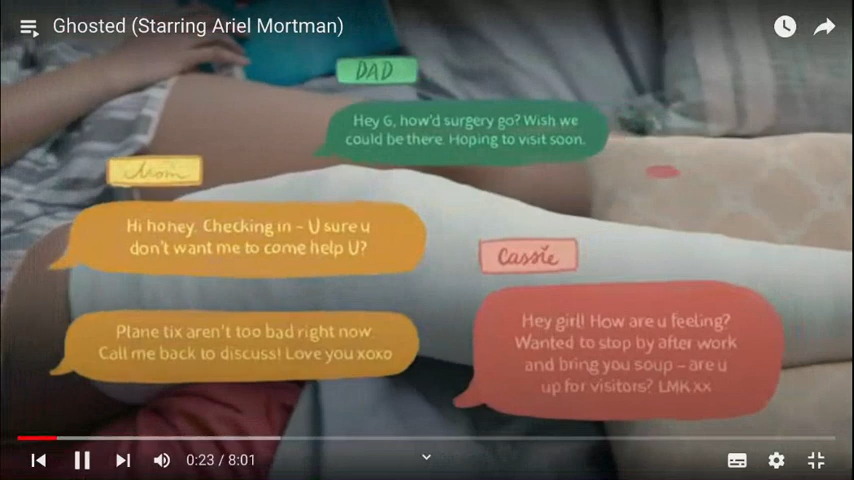 Ghosted (Starring Ariel Mortman)
DAD
Hey G, how'd surgery go? Wish we
could be there. Hoping to visit soon.
Mom
Hi honey. Checking in - U sure u
don't want me to come help U?
Cassie
Hey girl! How are u feeling?
Wanted to stop by after work
and bring you soup - are u
up for visitors? LMK xx
Plane tix aren't too bad right now.
Call me back to discuss! Love you xoxo
0:23 / 8:01